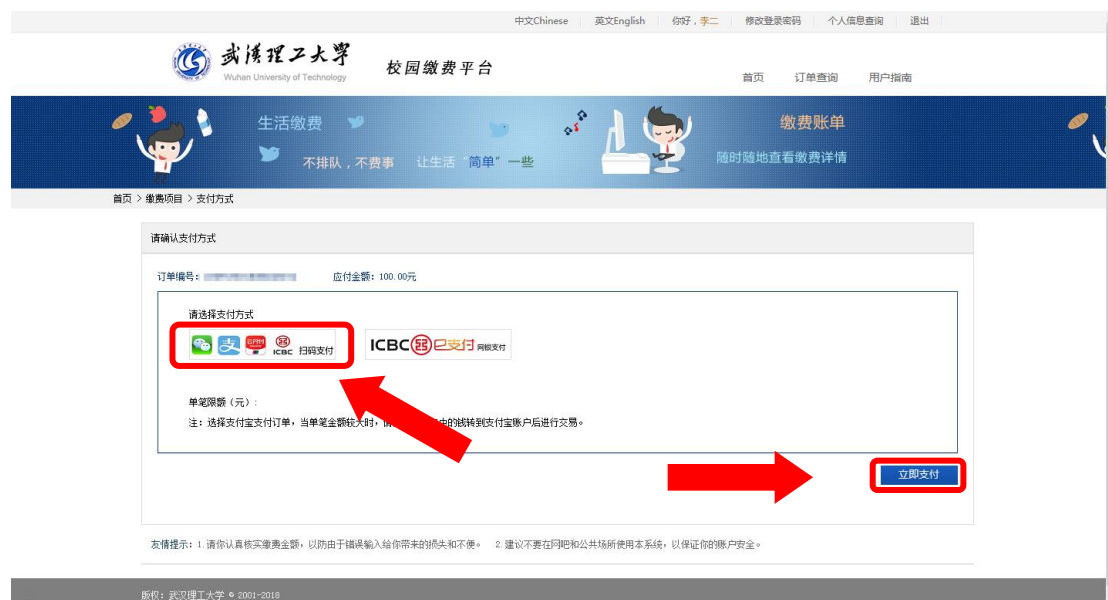 中文Chinese 英文English 你好，李二 修改登录密码 个人信息查询 退出
武汉理工大学
Wuhan University of Technology
校园缴费平台
首页 订单查询 用户指南
生活缴费
不排队，不费事 让生活“简单”一些
缴费账单
随时随地查看缴费详情
首页 > 缴费项目 > 支付方式
请确认支付方式
订单编号： 应付金额：100.00元
请选择支付方式
支 ICBC 扫码支付
ICBC 已支付 网银支付
单笔限额（元）：
注：选择支付宝支付订单，当单笔金额较大时， 中的钱转到支付宝账户后进行交易。
立即支付
友情提示：1.请你认真核实缴费金额，以防由于错误输入给你带来的损失和不便。 2.建议不要在网吧和公共场所使用本系统，以保证你的账户安全。
版权：武汉理工大学 © 2001-2018